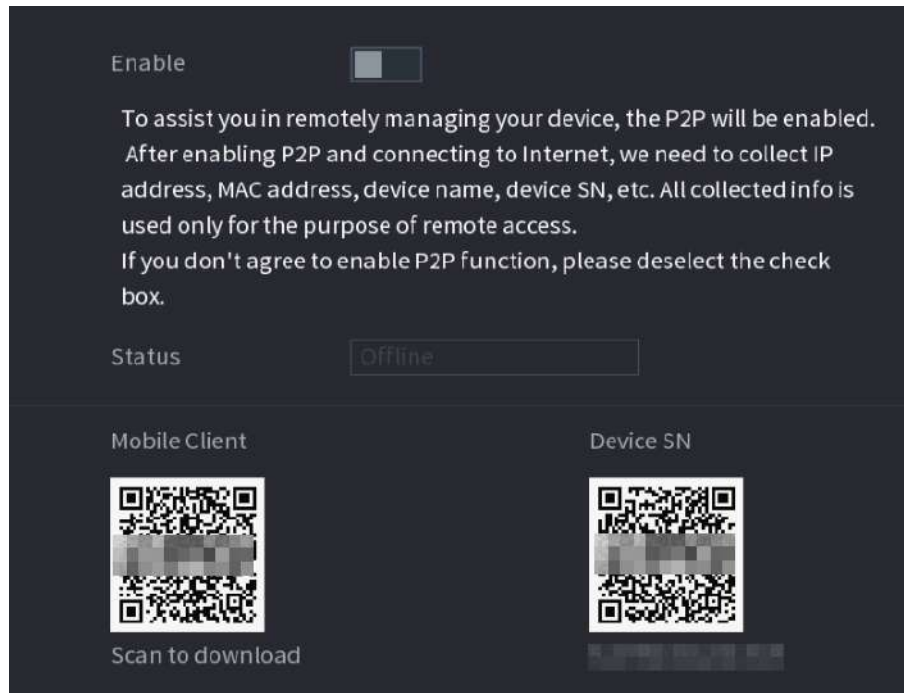 Enable
To assist you in remotely managing your device, the P2P will be enabled.
After enabling P2P and connecting to Internet, we need to collect IP
address, MAC address, device name, device SN, etc. All collected info is
used only for the purpose of remote access.
If you don't agree to enable P2P function, please deselect the check
box.
Status
Offline
Mobile Client
Device SN
Scan to download